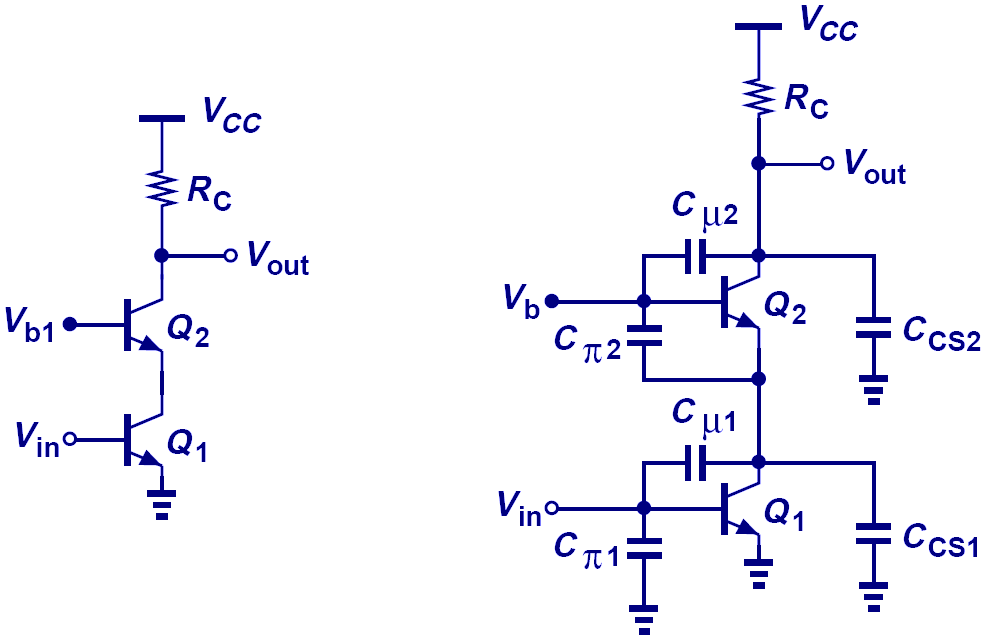 VCC
RC
Vout
Vb1
Q2
Vin
Q1
VCC
RC
Vout
Cμ2
Vb
Q2
CCS2
Cπ2
Cμ1
Vin
Q1
CCS1
Cπ1